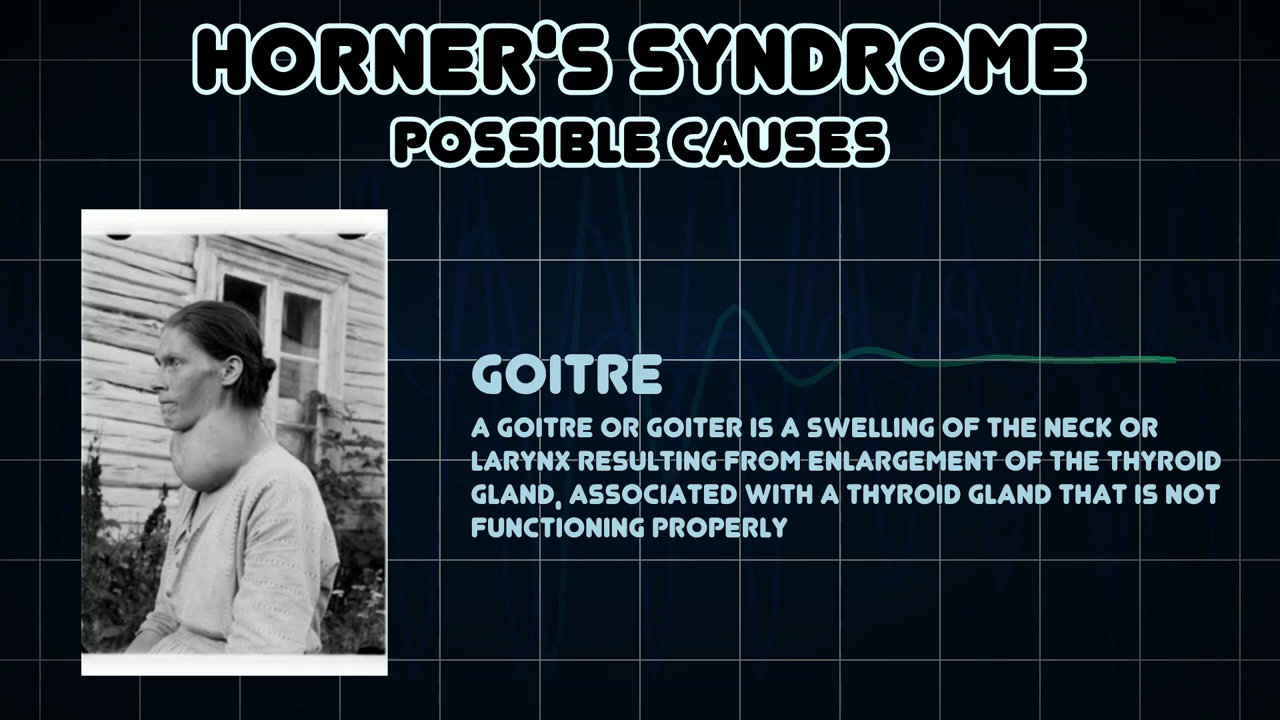 HORNER'S SYNDROME
POSSIBLE CAUSES
GOITRE
A GOITRE OR GOITER IS A SWELLING OF THE NECK OR
LARYNX RESULTING FROM ENLARGEMENT OF THE THYROID
GLAND, ASSOCIATED WITH A THYROID GLAND THAT IS NOT
FUNCTIONING PROPERLY